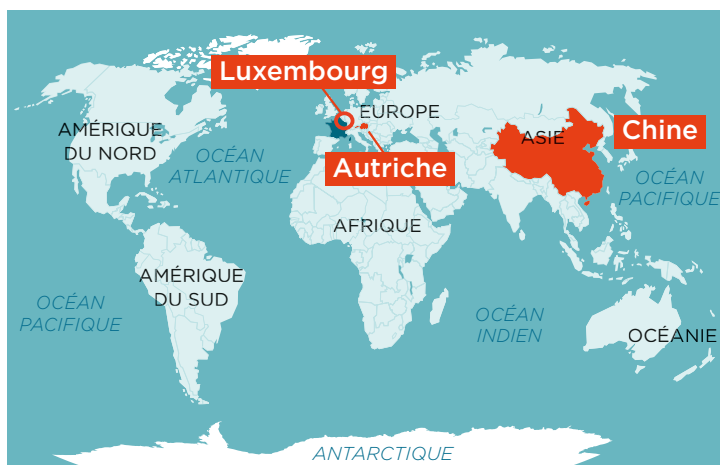 Luxembourg
EUROPE
AMÉRIQUE
DU NORD
ASIE
Chine
OCÉAN
ATLANTIQUE
Autriche
OCÉAN
PACIFIQUE
AFRIQUE
AMÉRIQUE
DU SUD
OCÉAN
PACIFIQUE
OCÉAN
INDIEN
OCÉANIE
ANTARCTIQUE